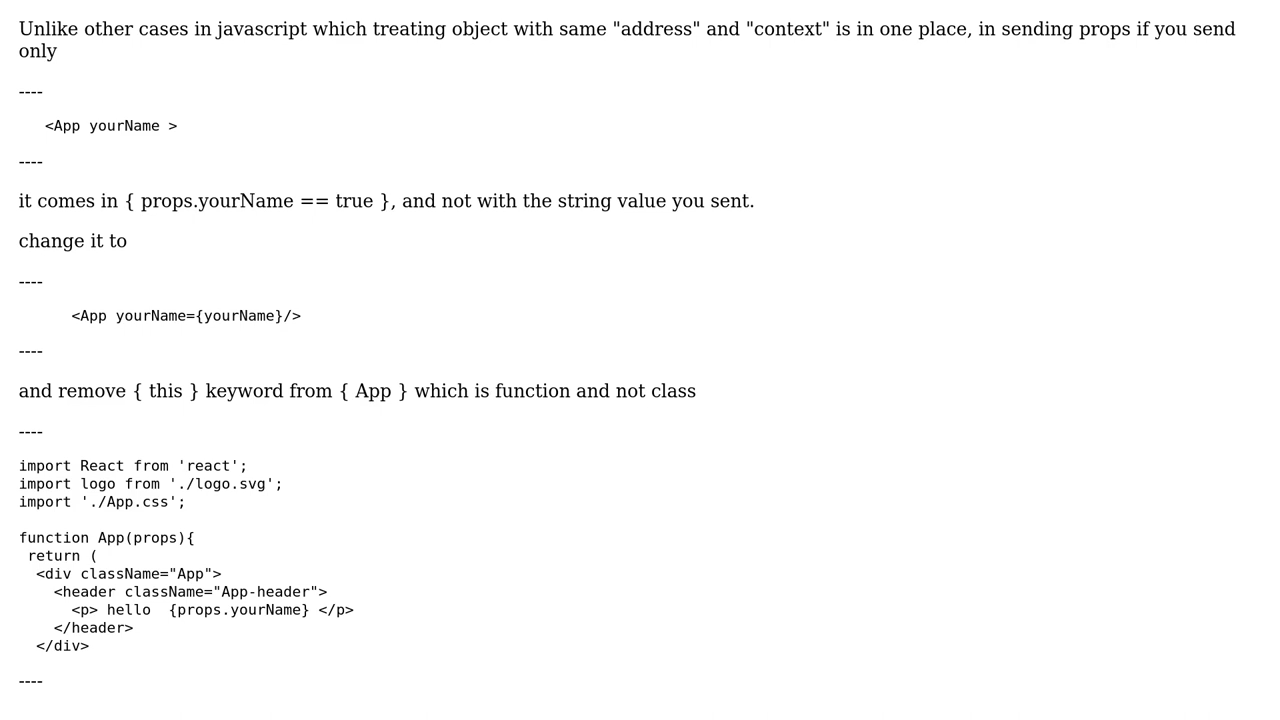 Unlike other cases in javascript which treating object with same "address" and "context" is in one place, in sending props if you send
only
----
<App yourName >
----
it comes in { props.yourName == true }, and not with the string value you sent.
change it to
----
<App yourName={yourName}/>
----
and remove { this } keyword from { App } which is function and not class
----
import React from 'react';
import logo from './logo.svg';
import './App.css';

function App(props){
 return (
  <div className="App">
    <header className="App-header">
      <p> hello  {props.yourName} </p>
    </header>
  </div>
----